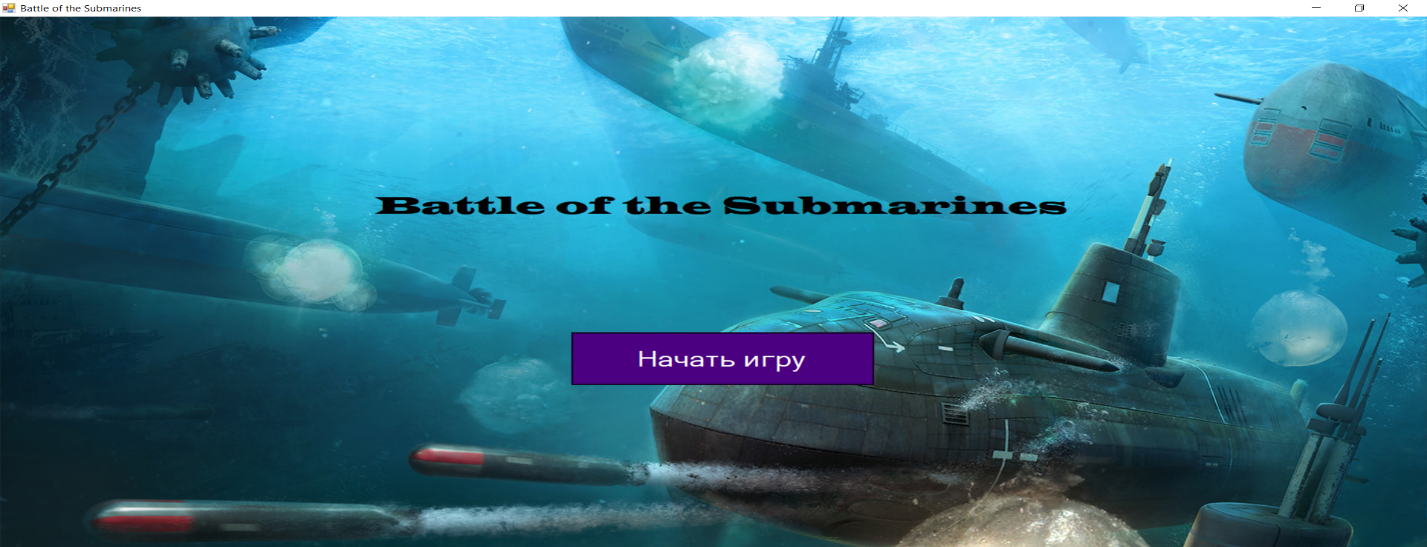 Battle of the Submarines
Battle of the Submarines
Начать игру